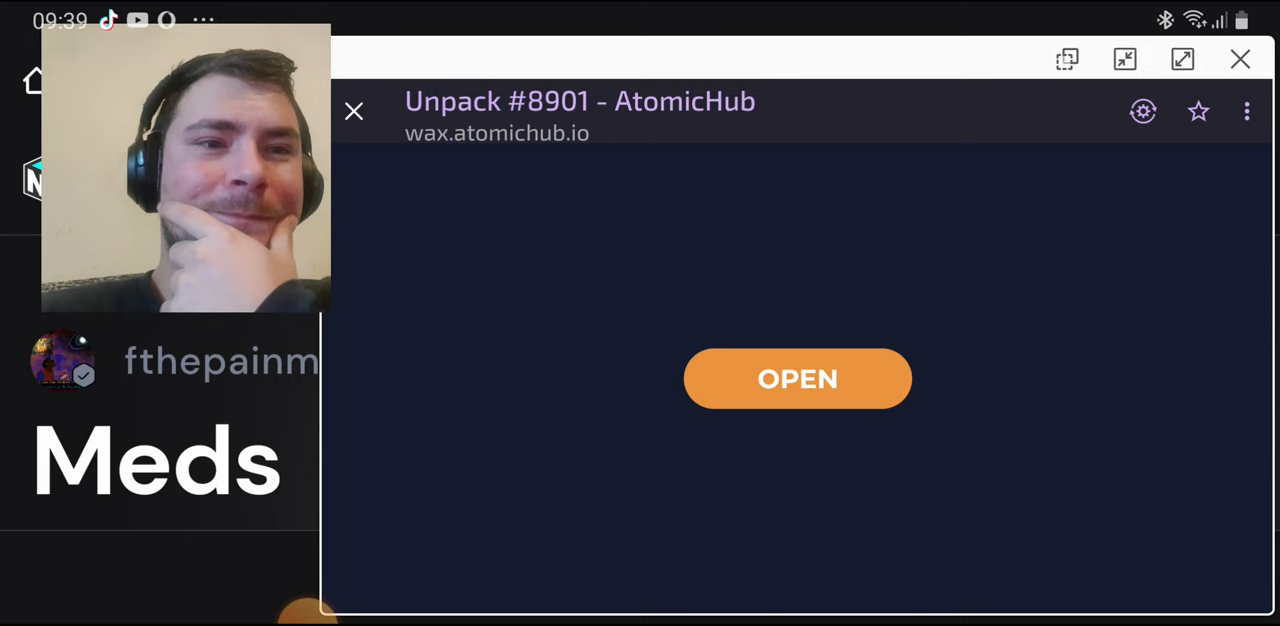 09:39
Unpack #8901 - AtomicHub
wax.atomichub.io
N
OPEN
fthepainm
Meds